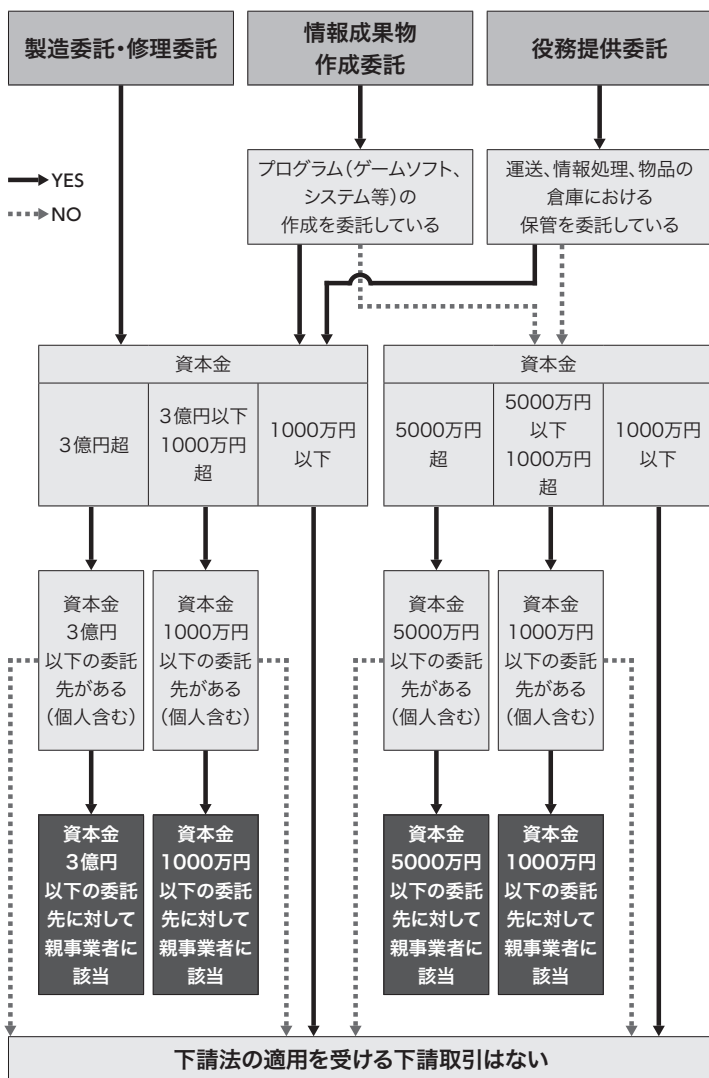 製造委託・修理委託
情報成果物
作成委託
役務提供委託
YES
NO
プログラム(ゲームソフト、
システム等)の
作成を委託している
運送、情報処理、物品の
倉庫における
保管を委託している
資本金
3億円超
3億円以下
1000万円
超
1000万円
以下
資本金
5000万円
超
5000万円
以下
1000万円
超
1000万円
以下
資本金
3億円
以下の委託
先がある
(個人含む)
資本金
1000万円
以下の委託
先がある
(個人含む)
資本金
5000万円
以下の委託
先がある
(個人含む)
資本金
1000万円
以下の委託
先がある
(個人含む)
資本金
3億円
以下の委託
先に対して
親事業者に
該当
資本金
1000万円
以下の委託
先に対して
親事業者に
該当
資本金
5000万円
以下の委託
先に対して
親事業者に
該当
資本金
1000万円
以下の委託
先に対して
親事業者に
該当
下請法の適用を受ける下請取引はない